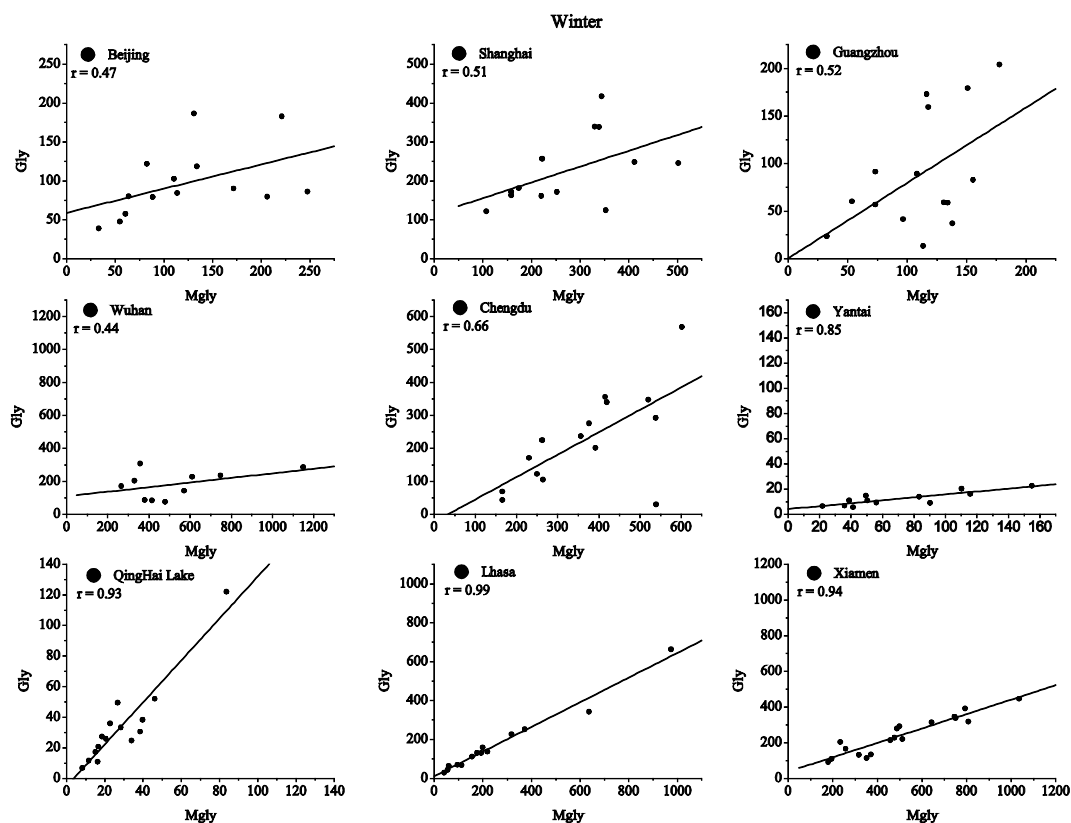 Winter
Beijing
r = 0.47
250
200
150
100
50
0
Gly
0 50 100 150 200 250
Mgly
Shanghai
r = 0.51
500
400
300
200
100
0
Gly
0 100 200 300 400 500
Mgly
Guangzhou
r = 0.52
200
150
100
50
0
Gly
0 50 100 150 200
Mgly
Wuhan
r = 0.44
1200
1000
800
600
400
200
0
Gly
0 200 400 600 800 1000 1200
Mgly
Chengdu
r = 0.66
600
500
400
300
200
100
0
Gly
0 100 200 300 400 500 600
Mgly
Yantai
r = 0.85
160
140
120
100
80
60
40
20
0
Gly
0 20 40 60 80 100 120 140 160
Mgly
QingHai Lake
r = 0.93
140
120
100
80
60
40
20
0
Gly
0 20 40 60 80 100 120 140
Mgly
Lhasa
r = 0.99
1000
800
600
400
200
0
Gly
0 200 400 600 800 1000
Mgly
Xiamen
r = 0.94
1200
1000
800
600
400
200
0
Gly
0 200 400 600 800 1000 1200
Mgly